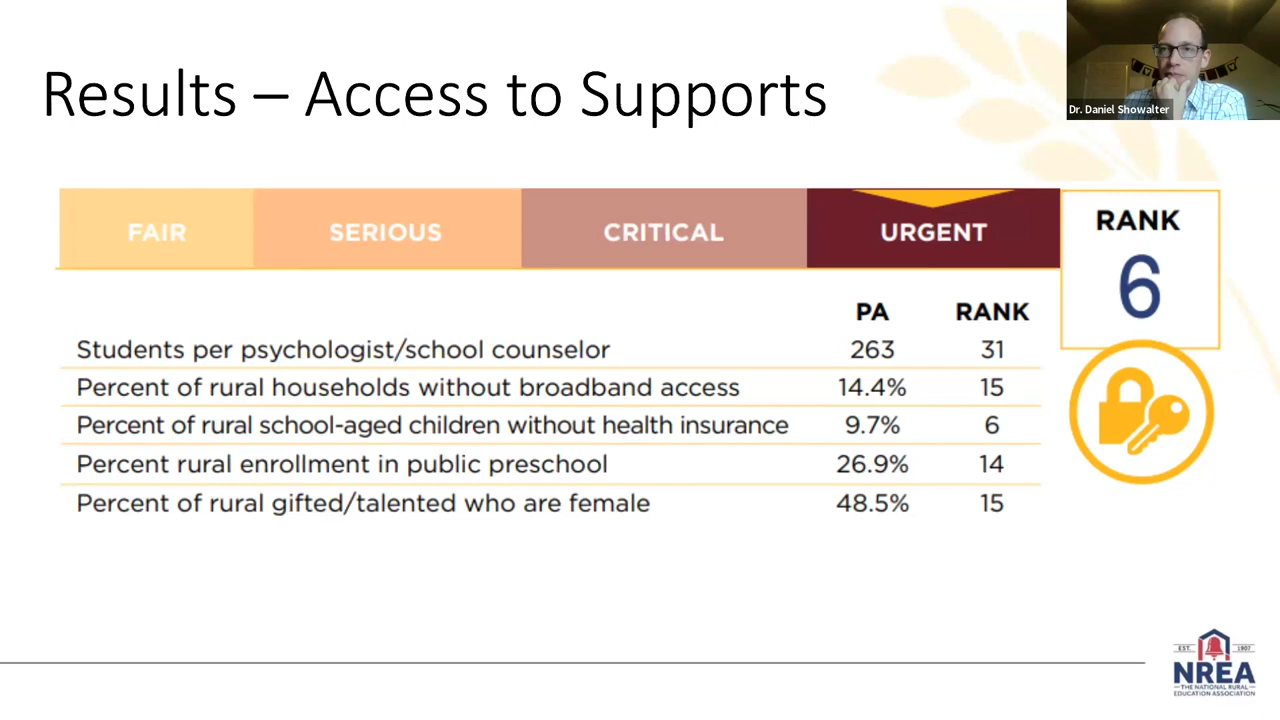 Results – Access to Supports
Dr. Daniel Showalter
FAIR SERIOUS CRITICAL URGENT
RANK
6
PA RANK
Students per psychologist/school counselor 263 31
Percent of rural households without broadband access 14.4% 15
Percent of rural school-aged children without health insurance 9.7% 6
Percent rural enrollment in public preschool 26.9% 14
Percent of rural gifted/talented who are female 48.5% 15
EST. 1907
NREA
THE NATIONAL RURAL
EDUCATION ASSOCIATION